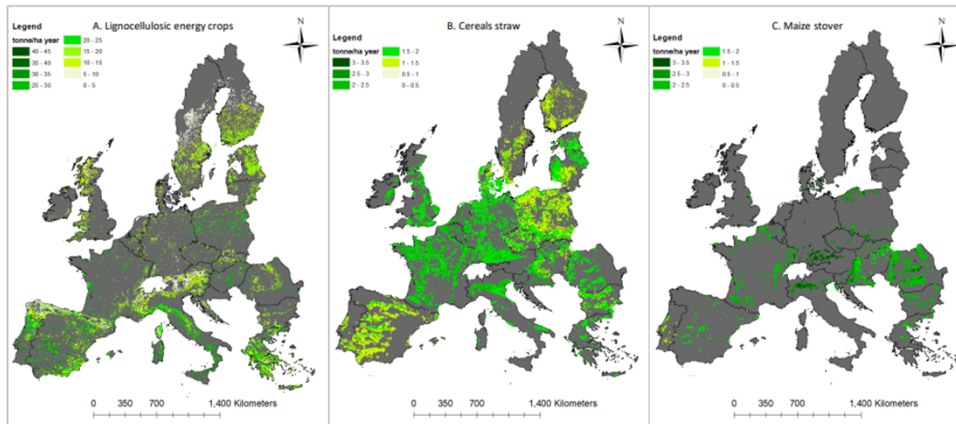 A. Lignocellulosic energy crops
Legend
tonne/ha year
40 - 45
35 - 40
30 - 35
25 - 30
20 - 25
15 - 20
10 - 15
5 - 10
0 - 5
N
0 350 700 1,400 Kilometers
B. Cereals straw
Legend
tonne/ha year
3 - 3.5
2.5 - 3
2 - 2.5
1.5 - 2
1 - 1.5
0.5 - 1
0 - 0.5
N
0 350 700 1,400 Kilometers
C. Maize stover
Legend
tonne/ha year
3 - 3.5
2.5 - 3
2 - 2.5
1.5 - 2
1 - 1.5
0.5 - 1
0 - 0.5
N
0 350 700 1,400 Kilometers